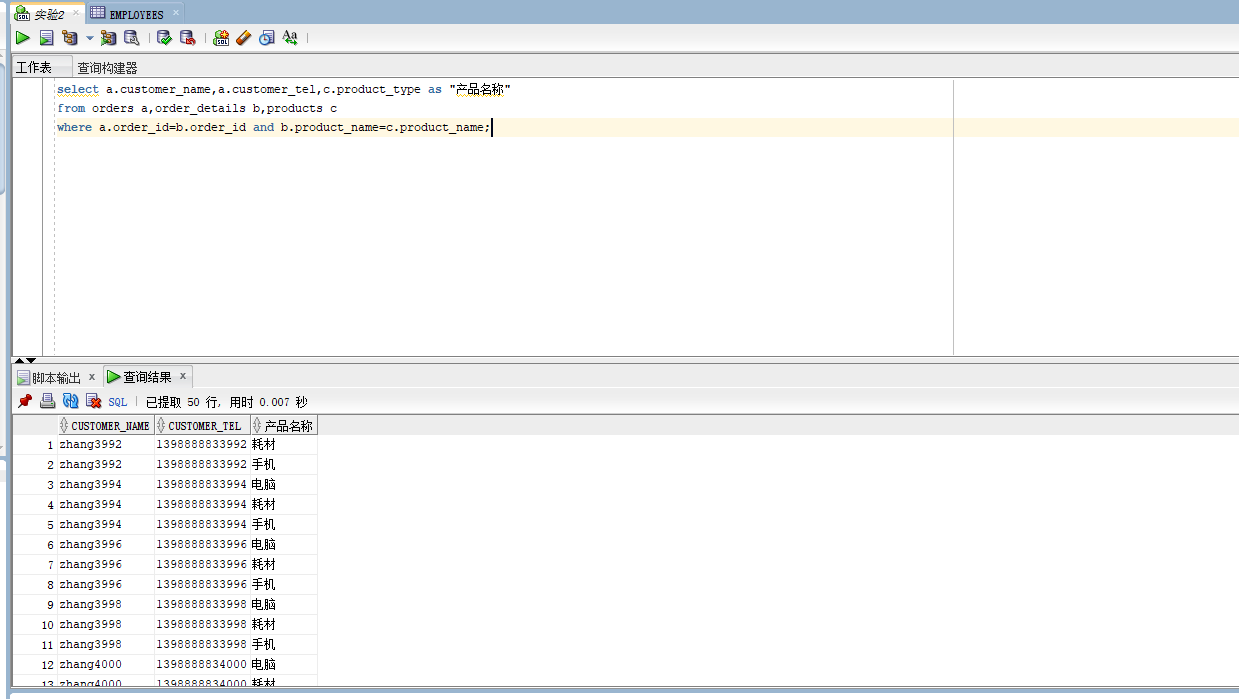 实验2 × EMPLOYEES ×
工作表 查询构建器
select a.customer_name,a.customer_tel,c.product_type as "产品名称"
from orders a,order_details b,products c
where a.order_id=b.order_id and b.product_name=c.product_name;
脚本输出 × 查询结果 ×
SQL | 已提取 50 行, 用时 0.007 秒
CUSTOMER_NAME CUSTOMER_TEL 产品名称
1 zhang3992 1398888833992 耗材
2 zhang3992 1398888833992 手机
3 zhang3994 1398888833994 电脑
4 zhang3994 1398888833994 耗材
5 zhang3994 1398888833994 手机
6 zhang3996 1398888833996 电脑
7 zhang3996 1398888833996 耗材
8 zhang3996 1398888833996 手机
9 zhang3998 1398888833998 电脑
10 zhang3998 1398888833998 耗材
11 zhang3998 1398888833998 手机
12 zhang4000 1398888834000 电脑
13 zhang4000 1398888834000 耗材